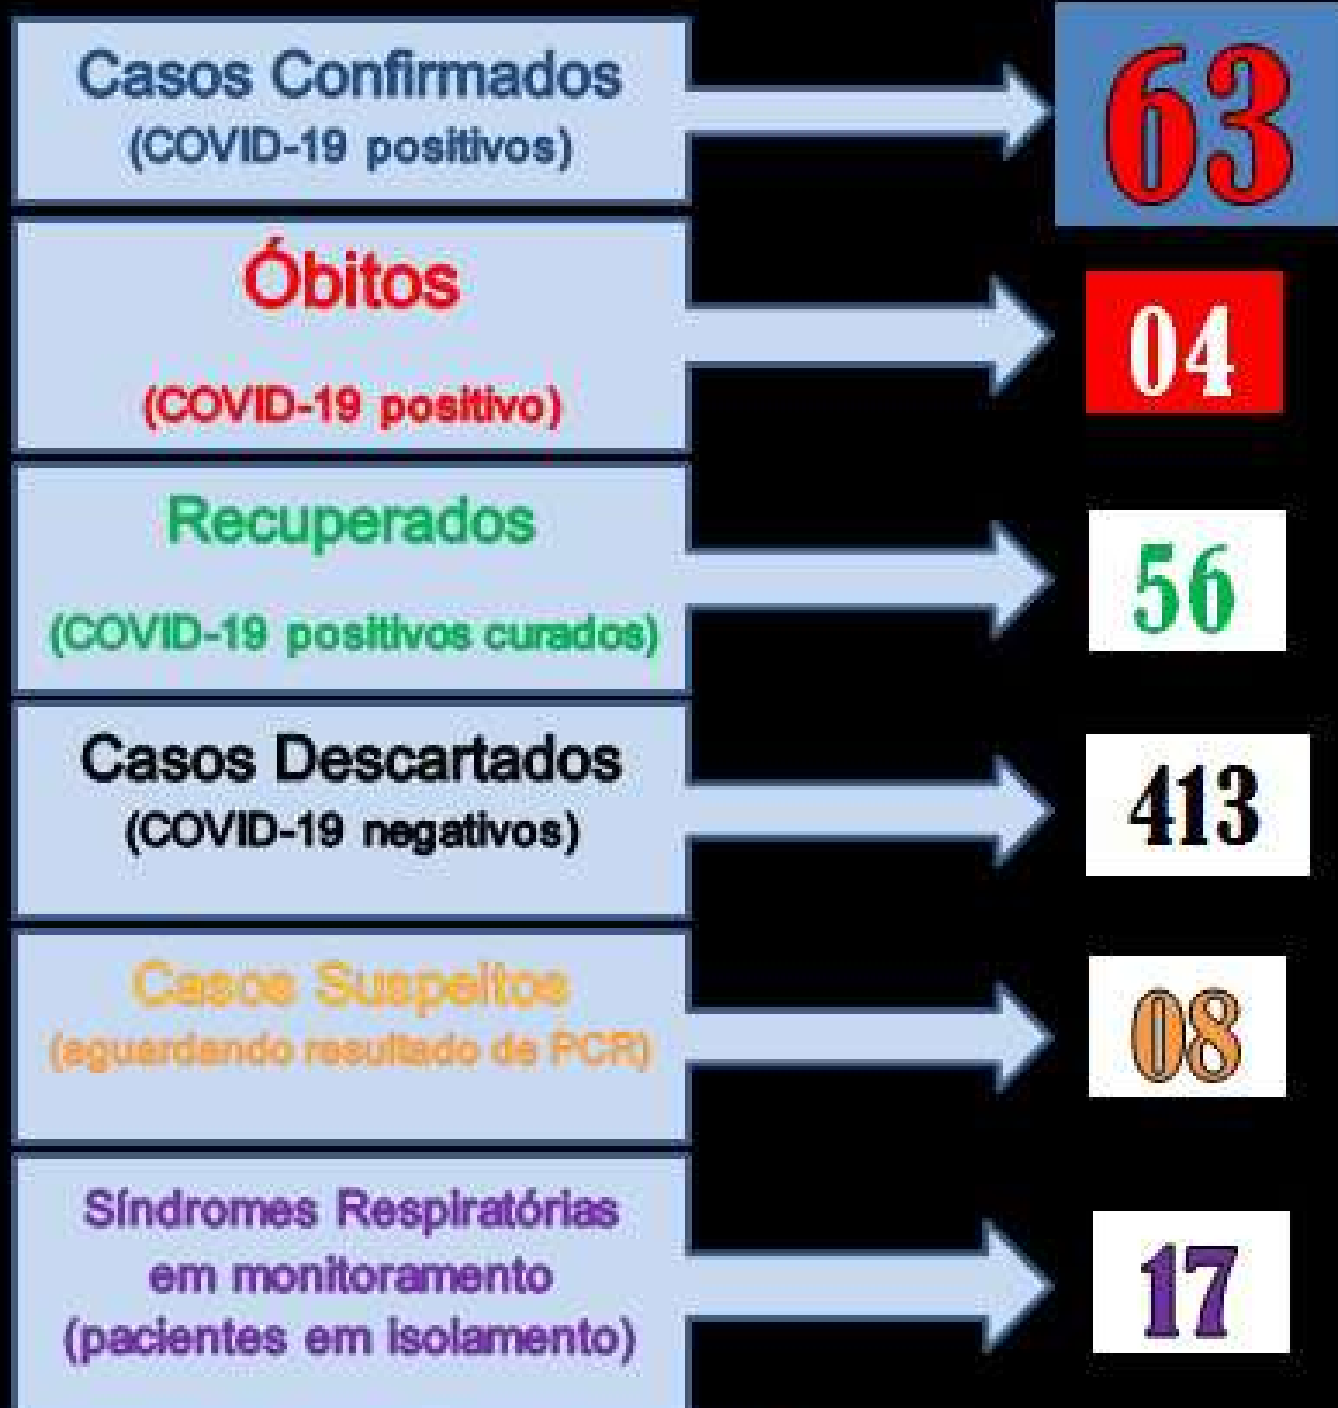 Casos Confirmados
(COVID-19 positivos)
63
Óbitos
(COVID-19 positivo)
04
Recuperados
(COVID-19 positivos curados)
56
Casos Descartados
(COVID-19 negativos)
413
Casos Suspeitos
(aguardando resultado de PCR)
08
Síndromes Respiratórias
em monitoramento
(pacientes em isolamento)
17